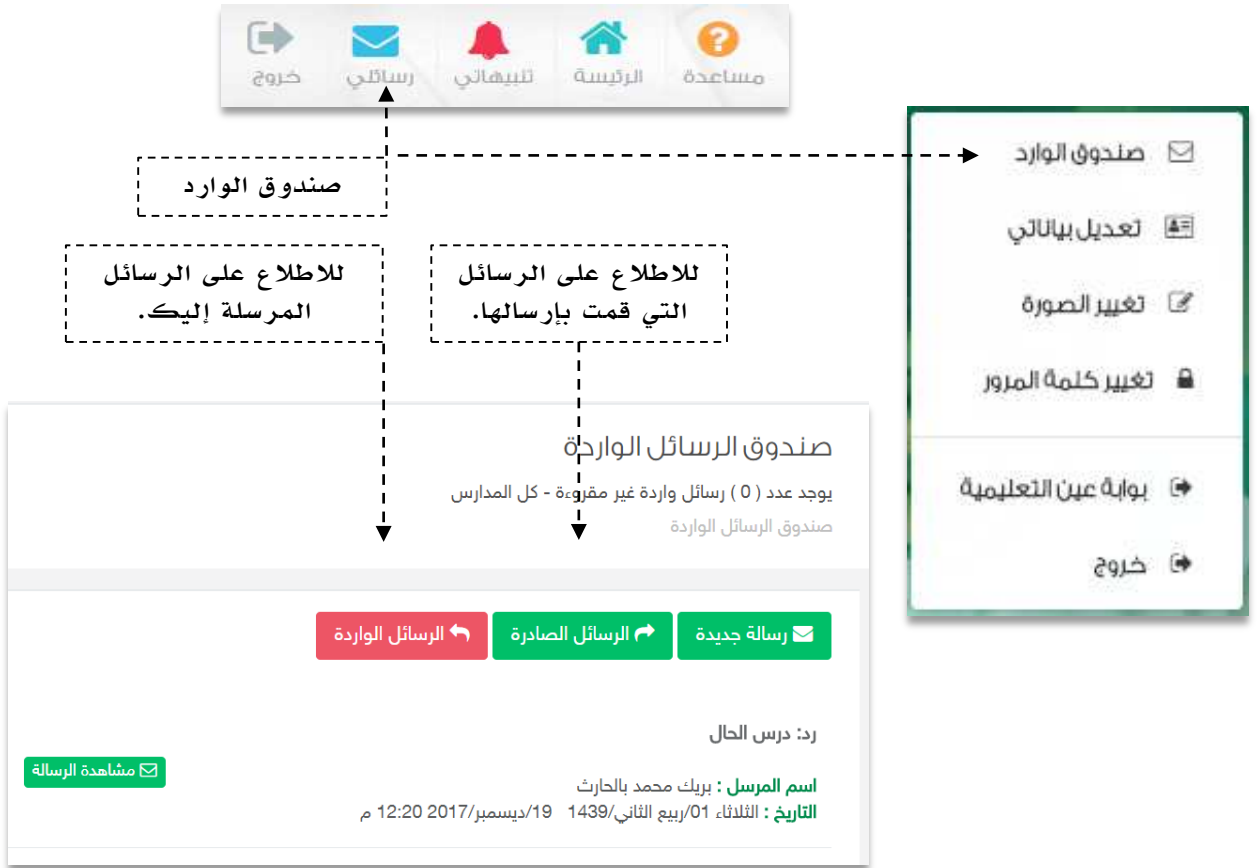 مساعدة
الرئيسة
تنبيهاتي
رسائلي
خروج
صندوق الوارد
تعديل بياناتي
تغيير الصورة
تغيير كلمة المرور
بوابة عين التعليمية
خروج
صندوق الوارد
للاطلاع على الرسائل
التي قمت بإرسالها.
للاطلاع على الرسائل
المرسلة إليك.
صندوق الرسائل الواردة
يوجد عدد ( 0 ) رسائل واردة غير مقروءة - كل المدارس
صندوق الرسائل الواردة
رسالة جديدة
الرسائل الصادرة
الرسائل الواردة
رد: درس الحال
مشاهدة الرسالة
اسم المرسل : بريك محمد بالحارث
التاريخ : الثلاثاء 01/ربيع الثاني/1439 19/ديسمبر/2017 12:20 م